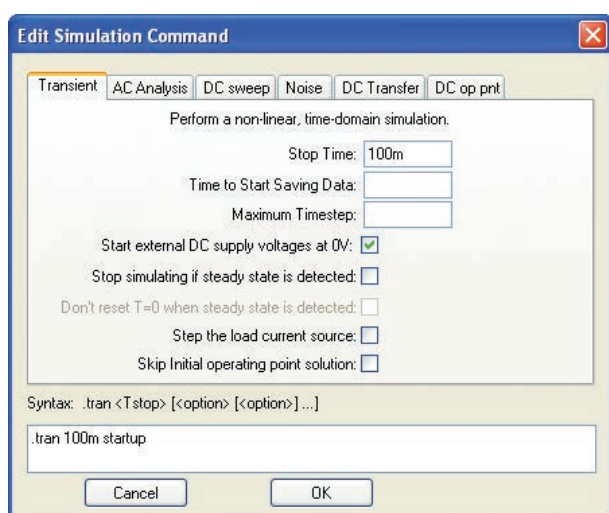 Edit Simulation Command
Transient AC Analysis DC sweep Noise DC Transfer DC op pnt
Perform a non-linear, time-domain simulation.
Stop Time: 100m
Time to Start Saving Data:
Maximum Timestep:
Start external DC supply voltages at 0V:
Stop simulating if steady state is detected:
Don't reset T=0 when steady state is detected:
Step the load current source:
Skip Initial operating point solution:
Syntax: .tran <Tstop> [<option> [<option>] ...]
.tran 100m startup
Cancel OK